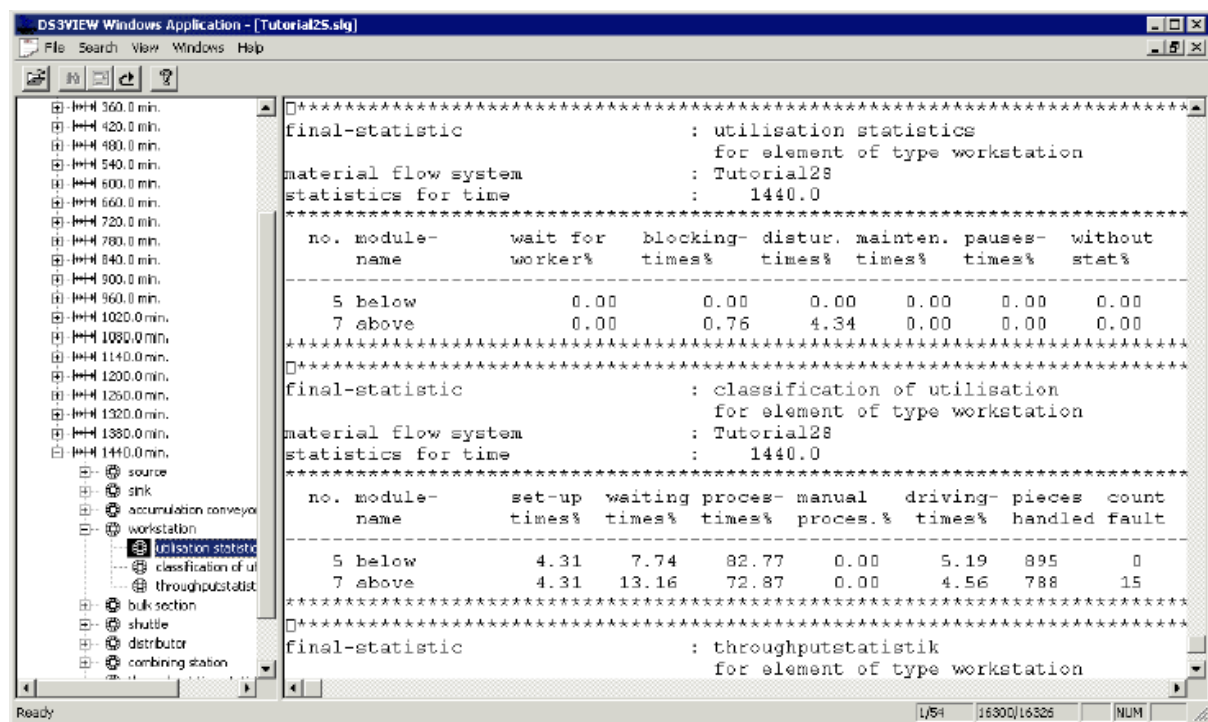 DS3VIEW Windows Application - [Tutorial2S.slg]
File Search View Windows Help
360.0 min.
420.0 min.
480.0 min.
540.0 min.
600.0 min.
660.0 min.
720.0 min.
780.0 min.
840.0 min.
900.0 min.
960.0 min.
1020.0 min.
1080.0 min.
1140.0 min.
1200.0 min.
1260.0 min.
1320.0 min.
1380.0 min.
1440.0 min.
source
sink
accumulation conveyo
workstation
utilisation statistic
classification of ut
throughputstatist
bulk section
shuttle
distributor
combining station
final-statistic : utilisation statistics
for element of type workstation
material flow system : Tutorial2S
statistics for time : 1440.0
no. module- wait for blocking- distur. mainten. pauses- without
name worker% times% times% times% times% stat%
5 below 0.00 0.00 0.00 0.00 0.00 0.00
7 above 0.00 0.76 4.34 0.00 0.00 0.00
final-statistic : classification of utilisation
for element of type workstation
material flow system : Tutorial2S
statistics for time : 1440.0
no. module- set-up waiting proces- manual driving- pieces count
name times% times% times% proces.% times% handled fault
5 below 4.31 7.74 82.77 0.00 5.19 895 0
7 above 4.31 13.16 72.87 0.00 4.56 788 15
final-statistic : throughputstatistik
for element of type workstation
Ready 1/54 16300/16326 NUM